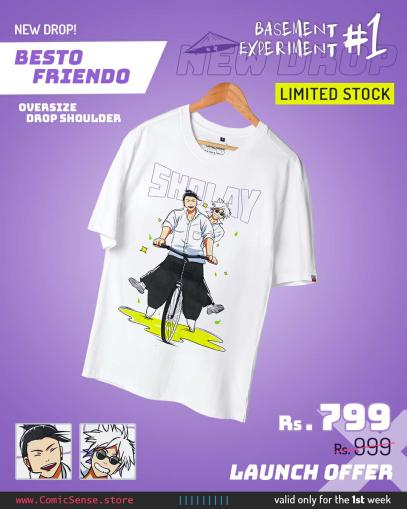 NEW DROP!
BASEMENT
EXPERIMENT #1
NEW DROP
BESTO
FRIENDO
LIMITED STOCK
OVERSIZE
DROP SHOULDER
SHOLAY
Rs. 799
Rs. 999
LAUNCH OFFER
www.ComicSense.store
valid only for the 1st week